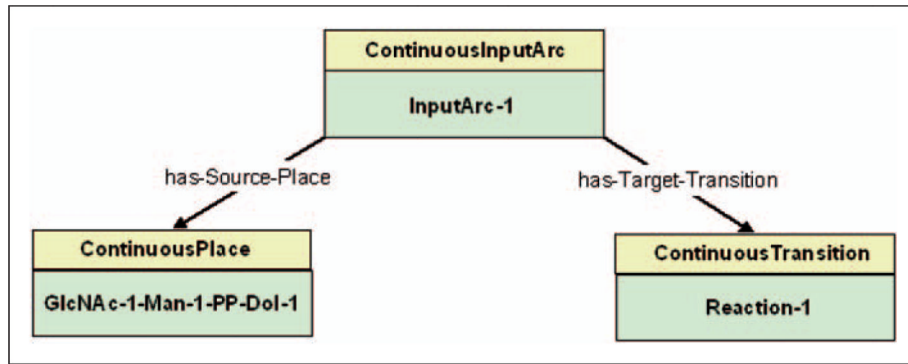 ContinuousInputArc
InputArc-1
has-Source-Place
has-Target-Transition
ContinuousPlace
GlcNAc-1-Man-1-PP-Dol-1
ContinuousTransition
Reaction-1